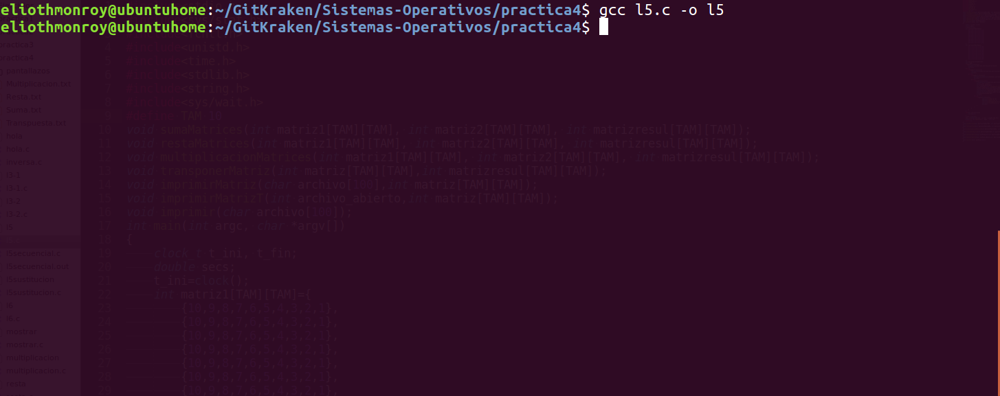 eliothmonroy@ubuntuhome:~/GitKraken/Sistemas-Operativos/practica4$ gcc l5.c -o l5
eliothmonroy@ubuntuhome:~/GitKraken/Sistemas-Operativos/practica4$
practica3
practica4
pantallazos
Multiplicacion.txt
Resta.txt
Suma.txt
Transpuesta.txt
hola
hola.c
inversa.c
l3-1
l3-1.c
l3-2
l3-2.c
l5
l5secuencial.c
l5secuencial.out
l5sustitucion
l5sustitucion.c
l6
l6.c
mostrar
mostrar.c
multiplicacion
multiplicacion.c
resta
<unistd.h>
5 #include<time.h>
6 #include<stdlib.h>
7 #include<string.h>
8 #include<sys/wait.h>
9 #define TAM 10
10 void sumaMatrices(int matriz1[TAM][TAM], int matriz2[TAM][TAM], int matrizresul[TAM][TAM]);
11 void restaMatrices(int matriz1[TAM][TAM], int matriz2[TAM][TAM], int matrizresul[TAM][TAM]);
12 void multiplicacionMatrices(int matriz1[TAM][TAM], int matriz2[TAM][TAM], int matrizresul[TAM][TAM]);
13 void transponerMatriz(int matriz[TAM][TAM],int matrizresul[TAM][TAM]);
14 void imprimirMatriz(char archivo[100],int matriz[TAM][TAM]);
15 void imprimirMatrizT(int archivo_abierto,int matriz[TAM][TAM]);
16 void imprimir(char archivo[100]);
17 int main(int argc, char *argv[])
18 {
19 clock_t t_ini, t_fin;
20 double secs;
21 t_ini=clock();
22 int matriz1[TAM][TAM]={
23 {10,9,8,7,6,5,4,3,2,1},
24 {10,9,8,7,6,5,4,3,2,1},
25 {10,9,8,7,6,5,4,3,2,1},
26 {10,9,8,7,6,5,4,3,2,1},
27 {10,9,8,7,6,5,4,3,2,1},
28 {10,9,8,7,6,5,4,3,2,1},
29 {10,9,8,7,6,5,4,3,2,1},